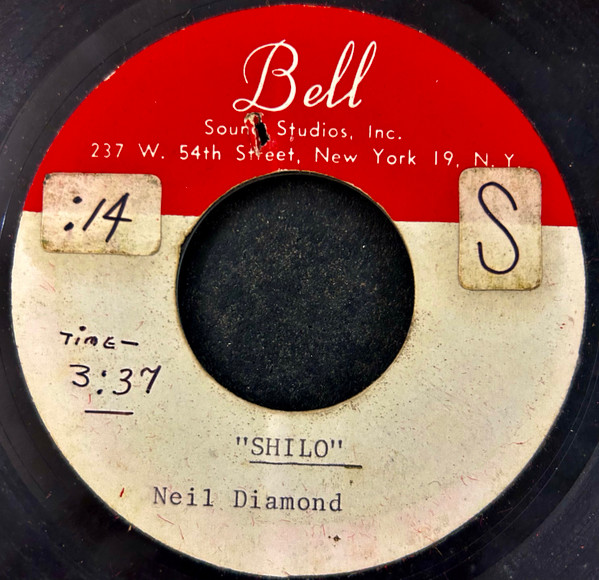 Bell
Sound Studios, Inc.
237 W. 54th Street, New York 19, N. Y.
:14
S
TIME—
3:37
"SHILO"
Neil Diamond